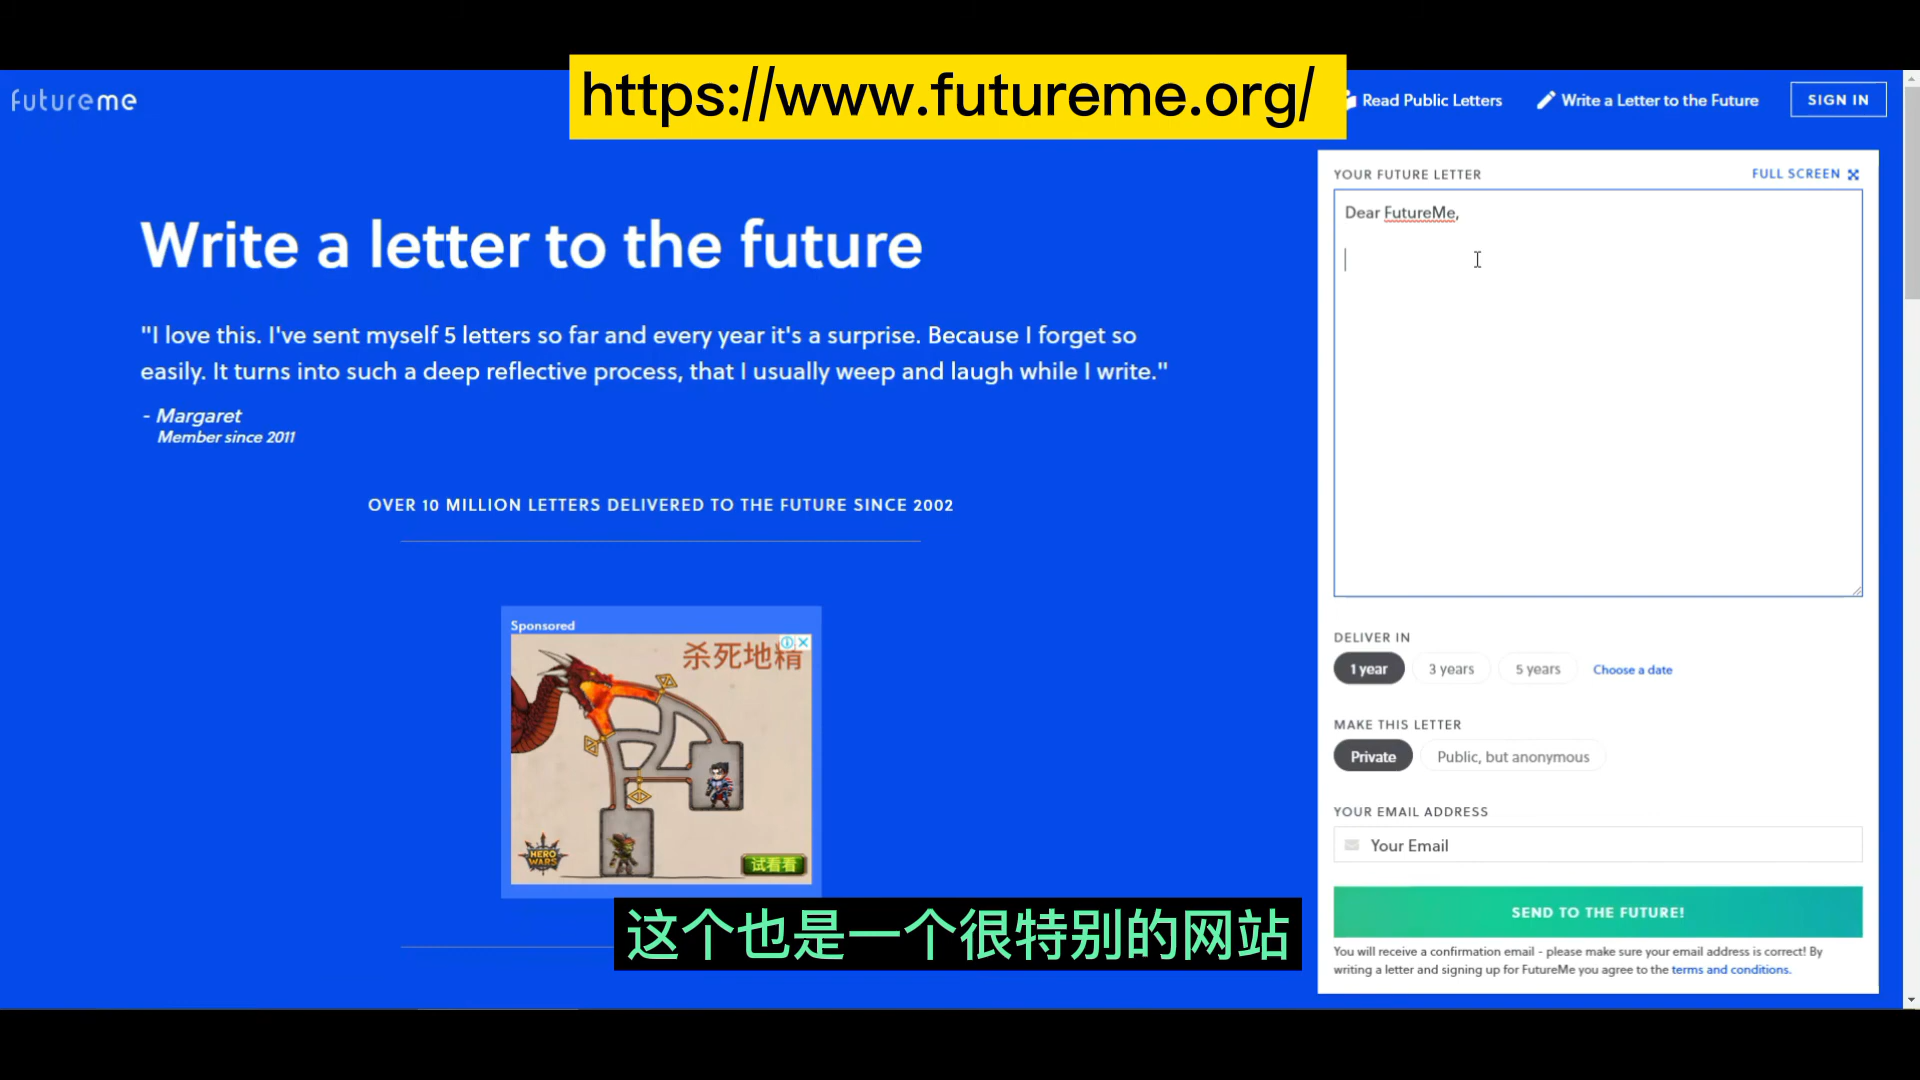 https://www.futureme.org/
futureme
Read Public Letters
Write a Letter to the Future
SIGN IN
Write a letter to the future
"I love this. I've sent myself 5 letters so far and every year it's a surprise. Because I forget so
easily. It turns into such a deep reflective process, that I usually weep and laugh while I write."
- Margaret
Member since 2011
OVER 10 MILLION LETTERS DELIVERED TO THE FUTURE SINCE 2002
Sponsored
杀死地精
HERO
WARS
试看看
YOUR FUTURE LETTER
FULL SCREEN
Dear FutureMe,
DELIVER IN
1 year
3 years
5 years
Choose a date
MAKE THIS LETTER
Private
Public, but anonymous
YOUR EMAIL ADDRESS
Your Email
SEND TO THE FUTURE!
You will receive a confirmation email - please make sure your email address is correct! By
writing a letter and signing up for FutureMe you agree to the terms and conditions.
这个也是一个很特别的网站